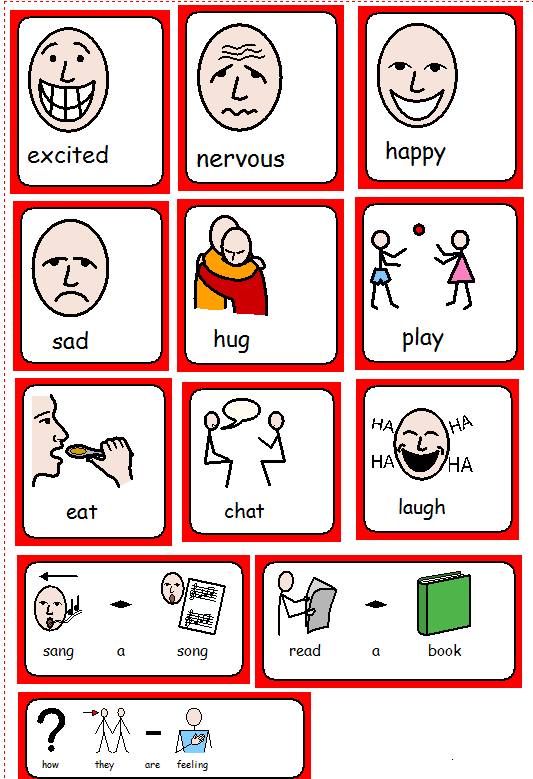 excited
nervous
happy
sad
hug
play
eat
chat
HA HA
HA HA
laugh
sang a song
read a book
? how they are feeling